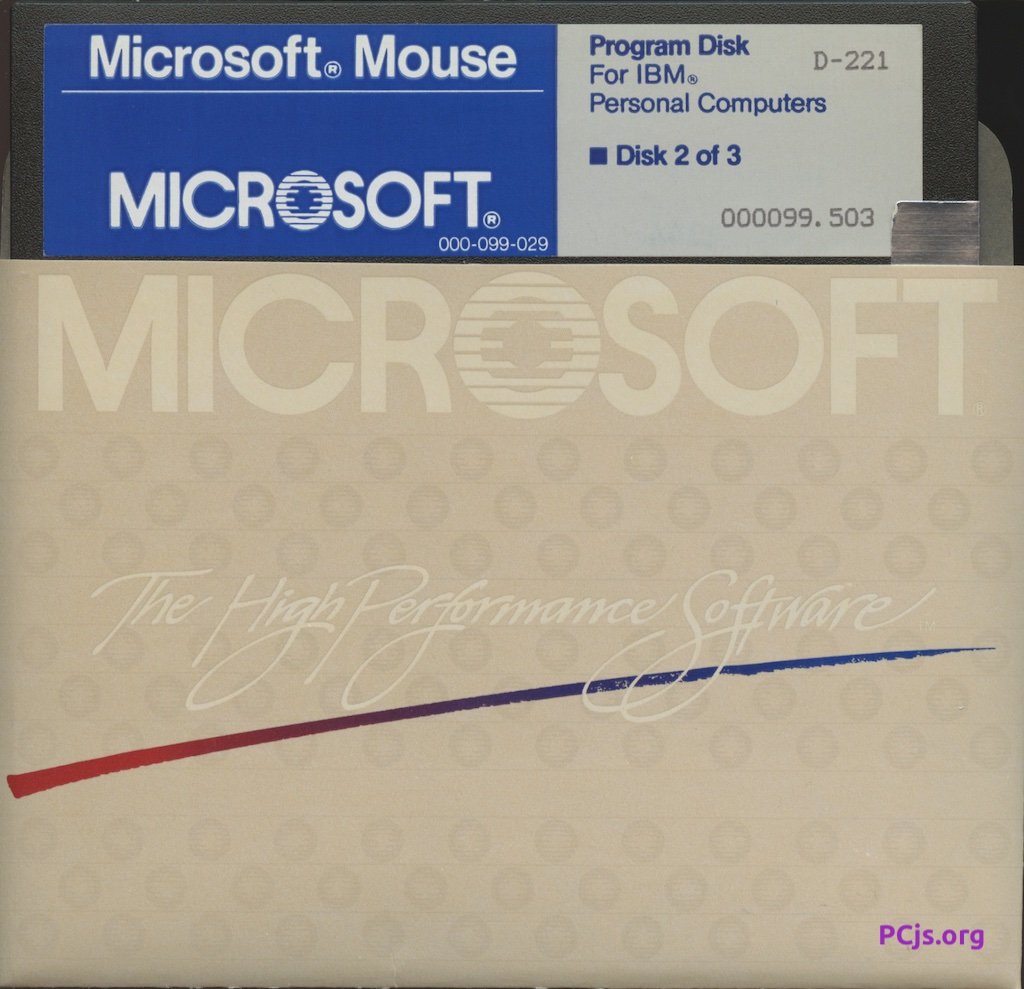 Microsoft® Mouse
MICROSOFT®
000-099-029
Program Disk
D-221
For IBM®
Personal Computers
■ Disk 2 of 3
000099.503
MICROSOFT®
The High Performance Software™
PCjs.org